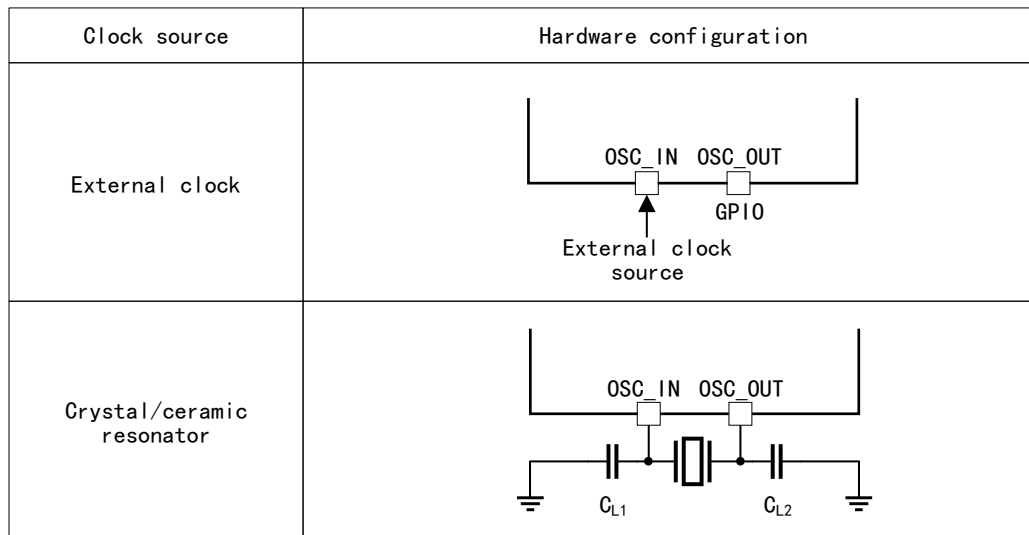 Clock source
Hardware configuration
External clock
OSC_IN OSC_OUT
GPIO
External clock
source
Crystal/ceramic
resonator
OSC_IN OSC_OUT
CL1
CL2